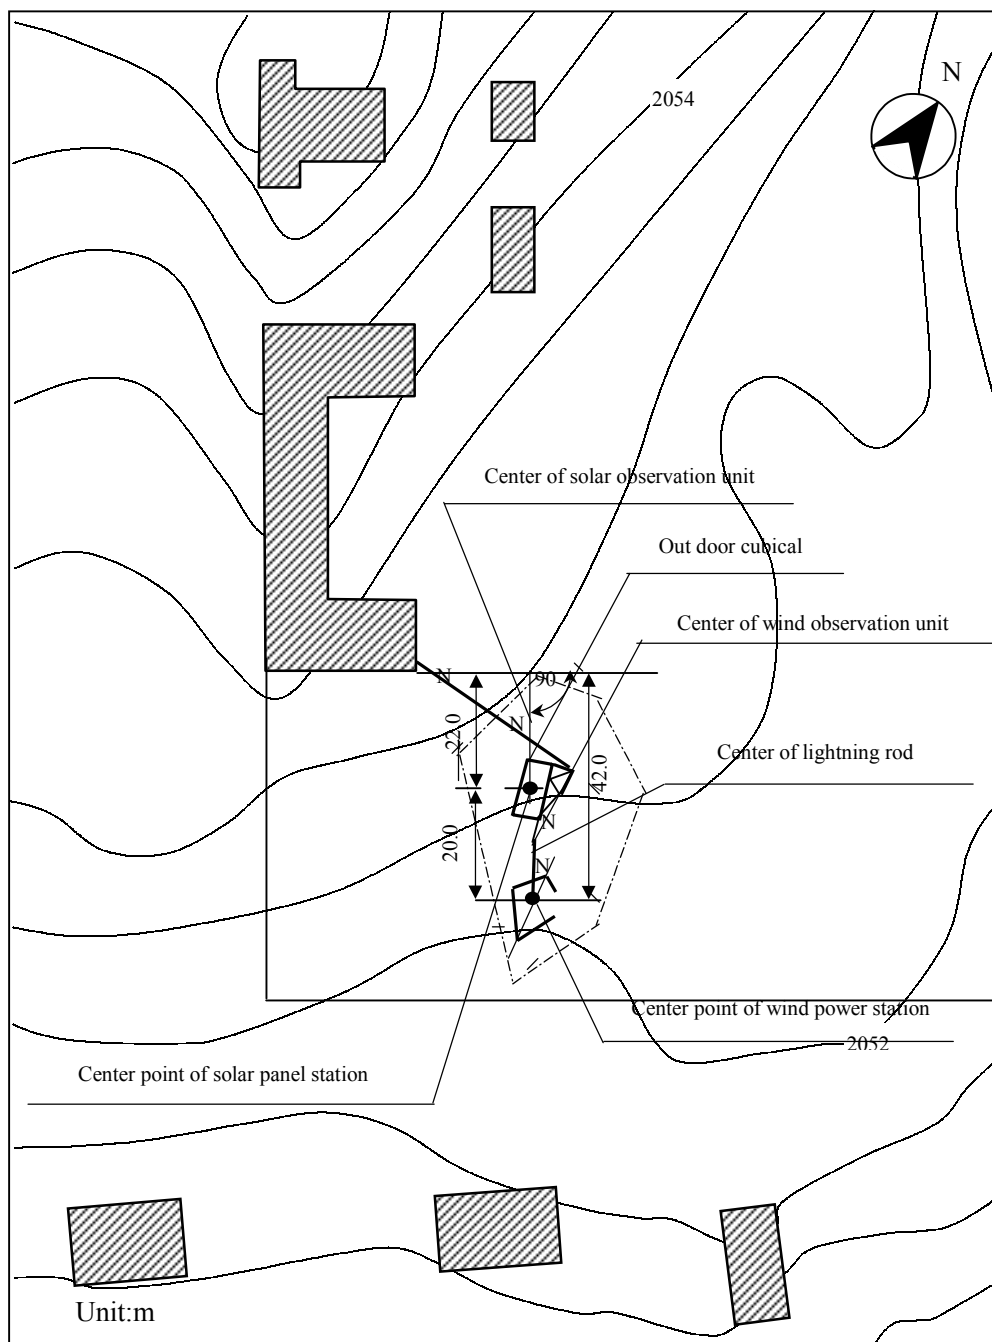 N
2054
Center of solar observation unit
Out door cubical
Center of wind observation unit
N
90
N
22.0
Center of lightning rod
42.0
N
20.0
N
Center point of wind power station
2052
Center point of solar panel station
Unit:m